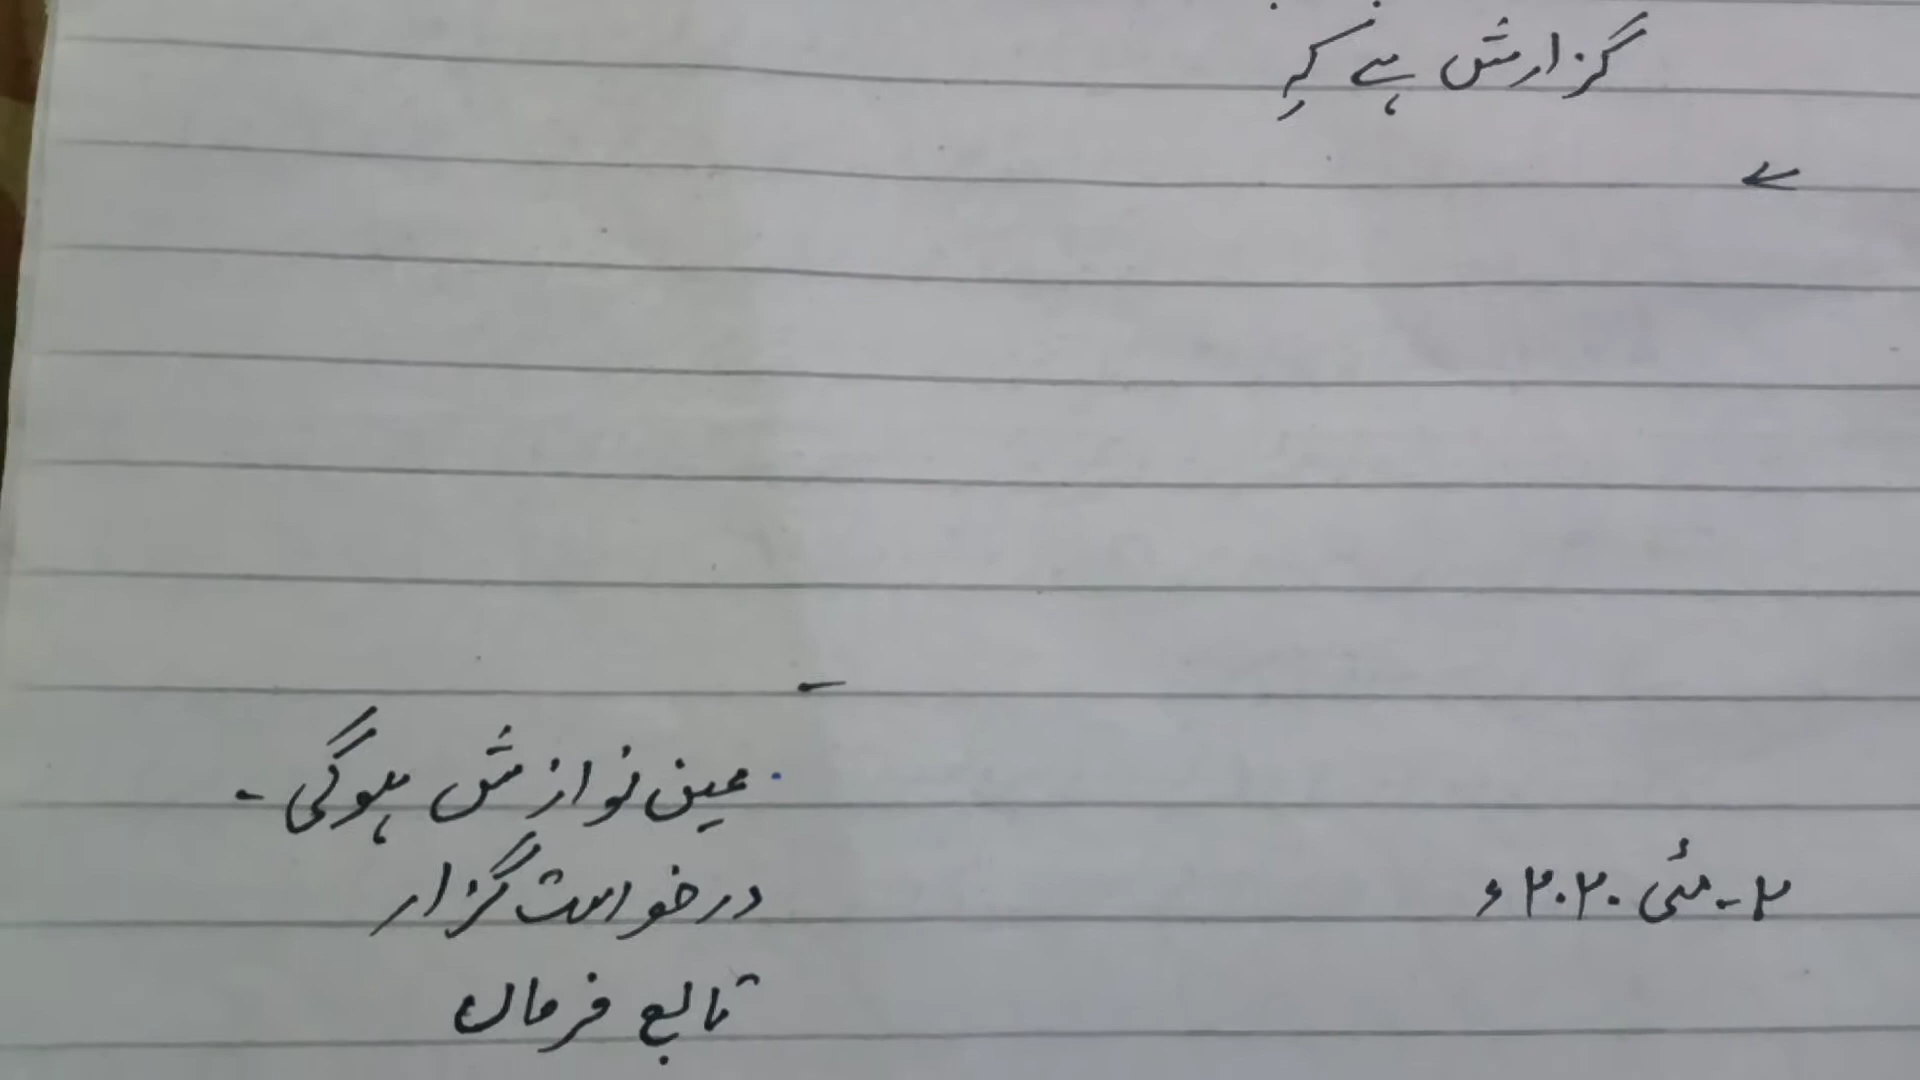 گزارش ہے کہ
←
۔
عین نوازش ہوگی۔
درخواست گزار
۲۔مئی ۲۰۲۰ء
تابع فرمان